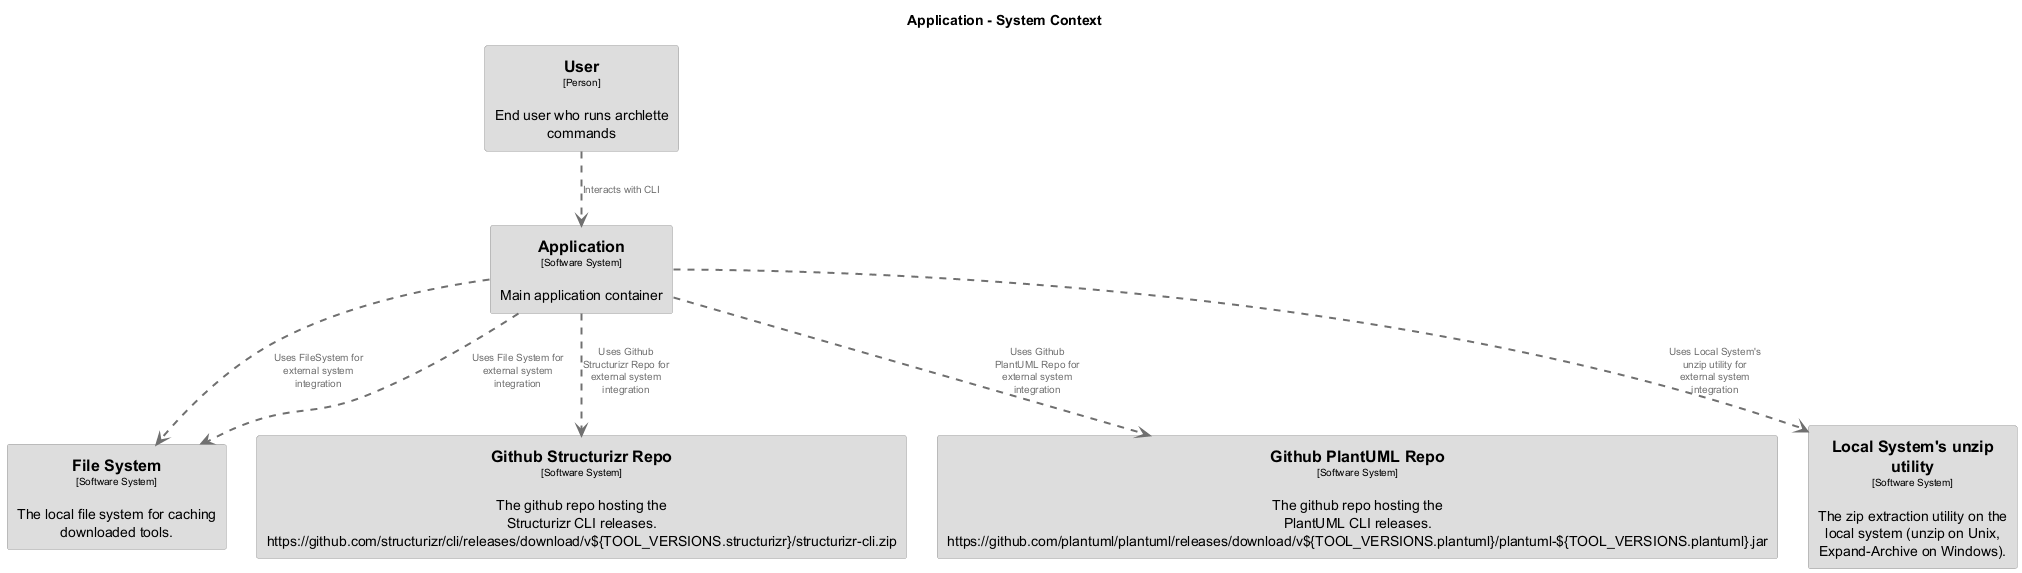 Application - System Context
User
[Person]
End user who runs archlette
commands
Interacts with CLI
Application
[Software System]
Main application container
Uses FileSystem for
external system
integration
Uses File System for
external system
integration
Uses Github
Structurizr Repo for
external system
integration
Uses Github
PlantUML Repo for
external system
integration
Uses Local System's
unzip utility for
external system
integration
File System
[Software System]
The local file system for caching
downloaded tools.
Github Structurizr Repo
[Software System]
The github repo hosting the
Structurizr CLI releases.
https://github.com/structurizr/cli/releases/download/v${TOOL_VERSIONS.structurizr}/structurizr-cli.zip
Github PlantUML Repo
[Software System]
The github repo hosting the
PlantUML CLI releases.
https://github.com/plantuml/plantuml/releases/download/v${TOOL_VERSIONS.plantuml}/plantuml-${TOOL_VERSIONS.plantuml}.jar
Local System's unzip
utility
[Software System]
The zip extraction utility on the
local system (unzip on Unix,
Expand-Archive on Windows).